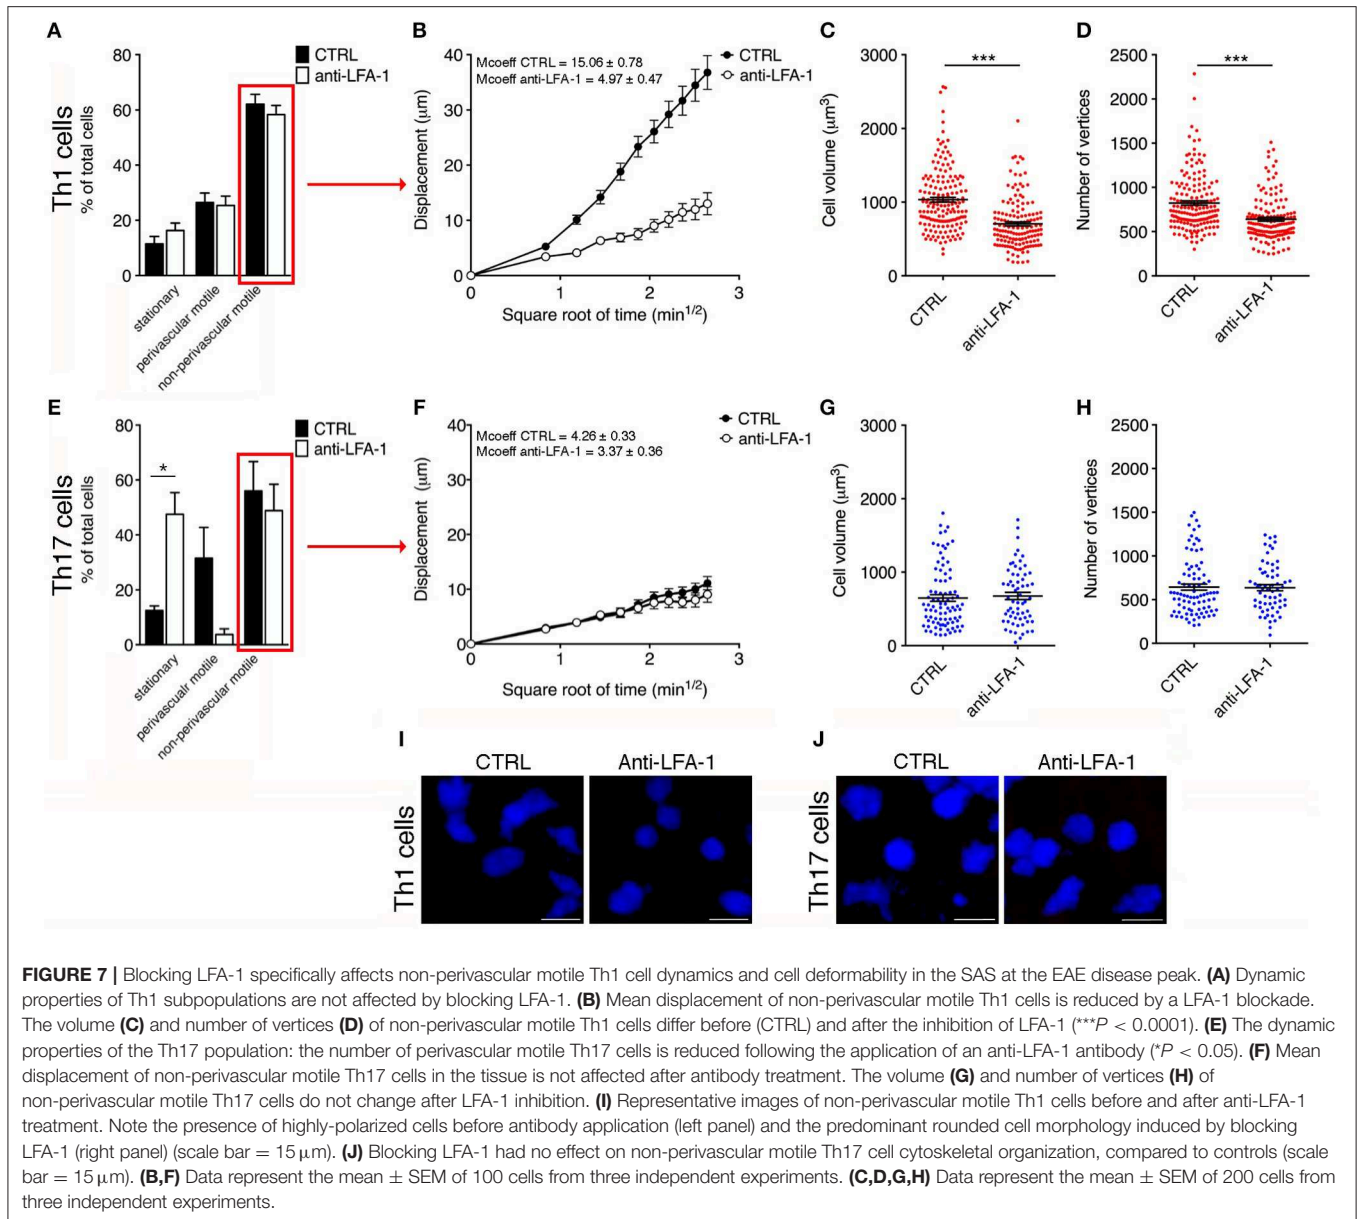 A
B
C
D
Th1 cells
% of total cells
80
60
40
20
0
CTRL
anti-LFA-1
stationary
perivascular motile
non-perivascular motile
Displacement (μm)
40
30
20
10
0
Mcoeff CTRL = 15.06 ± 0.78
Mcoeff anti-LFA-1 = 4.97 ± 0.47
CTRL
anti-LFA-1
0
1
2
3
Square root of time (min1/2)
Cell volume (μm3)
3000
2000
1000
0
***
CTRL
anti-LFA-1
Number of vertices
2500
2000
1500
1000
500
0
***
CTRL
anti-LFA-1
E
F
G
H
Th17 cells
% of total cells
80
60
40
20
0
*
CTRL
anti-LFA-1
stationary
perivascualr motile
non-perivascular motile
Displacement (μm)
40
30
20
10
0
Mcoeff CTRL = 4.26 ± 0.33
Mcoeff anti-LFA-1 = 3.37 ± 0.36
CTRL
anti-LFA-1
0
1
2
3
Square root of time (min1/2)
Cell volume (μm3)
3000
2000
1000
0
CTRL
anti-LFA-1
Number of vertices
2500
2000
1500
1000
500
0
CTRL
anti-LFA-1
I
J
CTRL
Anti-LFA-1
Th1 cells
CTRL
Anti-LFA-1
Th17 cells
FIGURE 7 | Blocking LFA-1 specifically affects non-perivascular motile Th1 cell dynamics and cell deformability in the SAS at the EAE disease peak. (A) Dynamic
properties of Th1 subpopulations are not affected by blocking LFA-1. (B) Mean displacement of non-perivascular motile Th1 cells is reduced by a LFA-1 blockade.
The volume (C) and number of vertices (D) of non-perivascular motile Th1 cells differ before (CTRL) and after the inhibition of LFA-1 (***P < 0.0001). (E) The dynamic
properties of the Th17 population: the number of perivascular motile Th17 cells is reduced following the application of an anti-LFA-1 antibody (*P < 0.05). (F) Mean
displacement of non-perivascular motile Th17 cells in the tissue is not affected after antibody treatment. The volume (G) and number of vertices (H) of
non-perivascular motile Th17 cells do not change after LFA-1 inhibition. (I) Representative images of non-perivascular motile Th1 cells before and after anti-LFA-1
treatment. Note the presence of highly-polarized cells before antibody application (left panel) and the predominant rounded cell morphology induced by blocking
LFA-1 (right panel) (scale bar = 15 μm). (J) Blocking LFA-1 had no effect on non-perivascular motile Th17 cell cytoskeletal organization, compared to controls (scale
bar = 15 μm). (B,F) Data represent the mean ± SEM of 100 cells from three independent experiments. (C,D,G,H) Data represent the mean ± SEM of 200 cells from
three independent experiments.